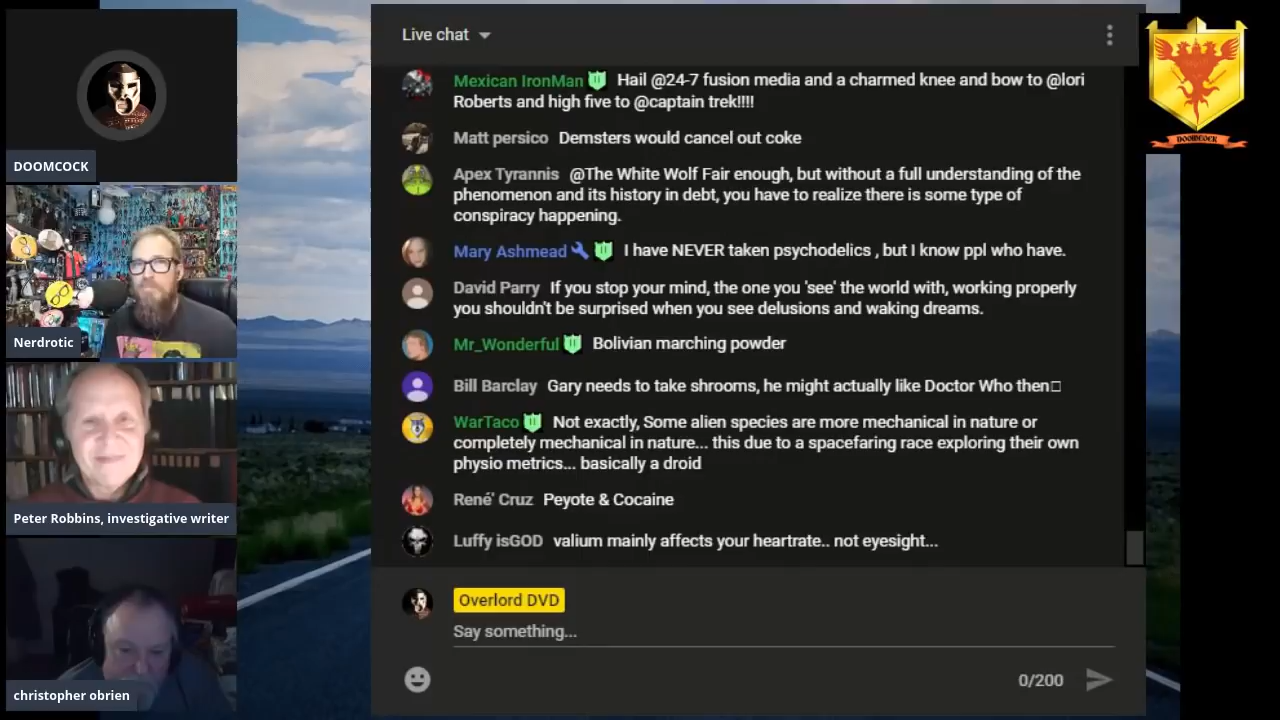 DOOMCOCK
Nerdrotic
Peter Robbins, investigative writer
christopher obrien
Live chat
Mexican IronMan Hail @24-7 fusion media and a charmed knee and bow to @lori
Roberts and high five to @captain trek!!!!
Matt persico Demsters would cancel out coke
Apex Tyrannis @The White Wolf Fair enough, but without a full understanding of the
phenomenon and its history in debt, you have to realize there is some type of
conspiracy happening.
Mary Ashmead I have NEVER taken psychodelics , but I know ppl who have.
David Parry If you stop your mind, the one you 'see' the world with, working properly
you shouldn't be surprised when you see delusions and waking dreams.
Mr_Wonderful Bolivian marching powder
Bill Barclay Gary needs to take shrooms, he might actually like Doctor Who then□
WarTaco Not exactly, Some alien species are more mechanical in nature or
completely mechanical in nature... this due to a spacefaring race exploring their own
physio metrics... basically a droid
René' Cruz Peyote & Cocaine
Luffy isGOD valium mainly affects your heartrate.. not eyesight...
Overlord DVD
Say something...
0/200
DOOMCOCK